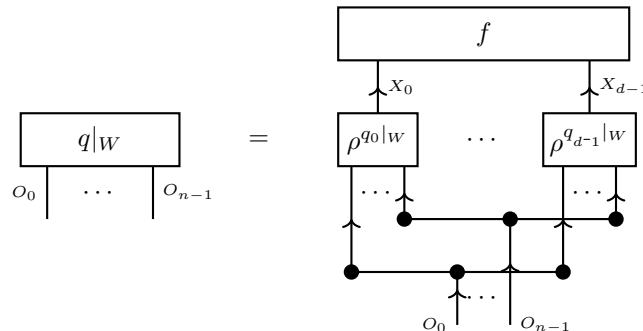 f
X_0 X_{d-1}
q|_W = ρ^{q_0|_W} ⋯ ρ^{q_{d-1}|_W}
O_0 ⋯ O_{n-1} ⋯ ⋯
⋯
O_0 O_{n-1}